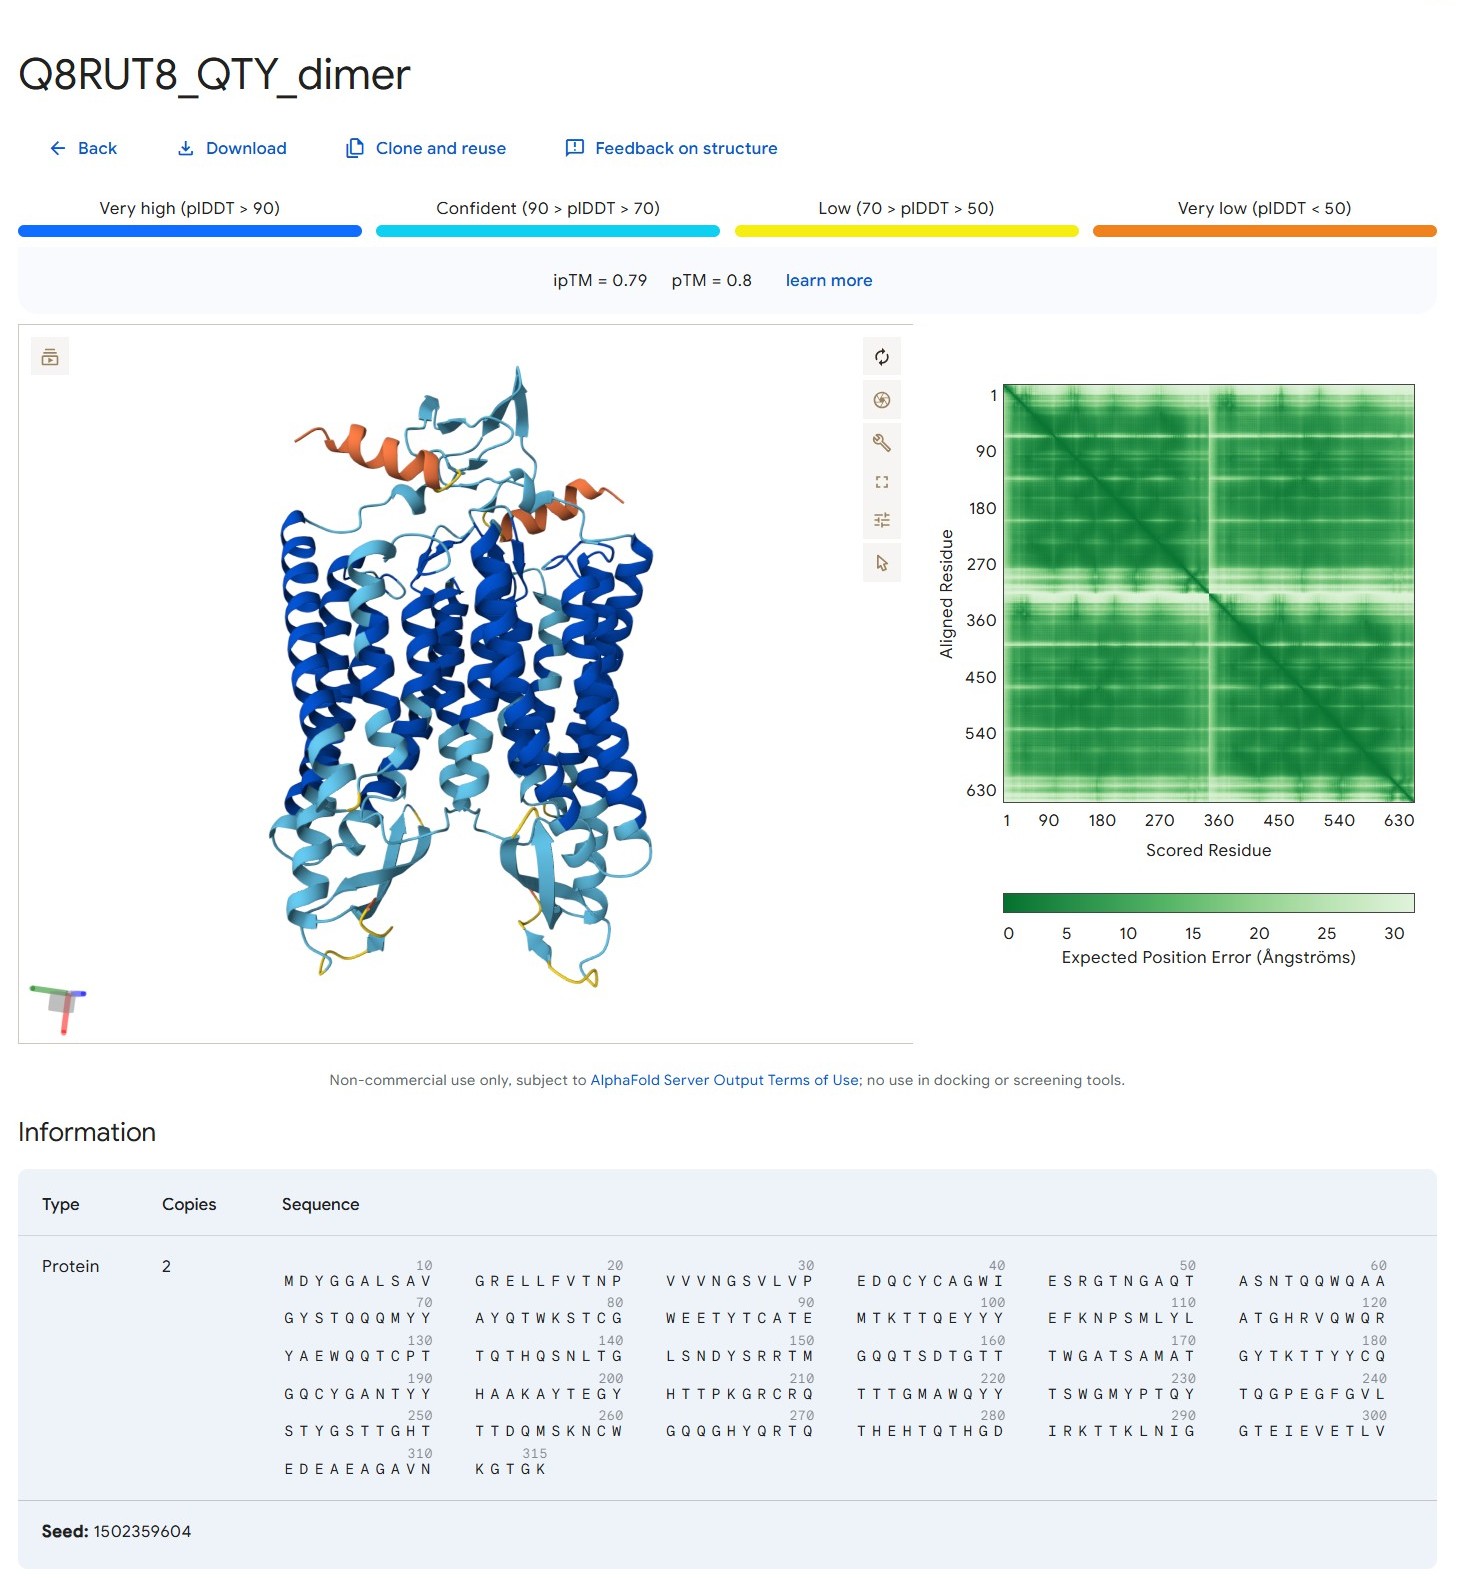 Q8RUT8_QTY_dimer
Back Download Clone and reuse Feedback on structure
Very high (plDDT > 90) Confident (90 > plDDT > 70) Low (70 > plDDT > 50) Very low (plDDT < 50)
ipTM = 0.79 pTM = 0.8 learn more
1
90
180
270
360
450
540
630
Aligned Residue
1 90 180 270 360 450 540 630
Scored Residue
0 5 10 15 20 25 30
Expected Position Error (Ångströms)
Non-commercial use only, subject to AlphaFold Server Output Terms of Use; no use in docking or screening tools.
Information
Type Copies Sequence
Protein 2
10 20 30 40 50 60
MDYGGALSAV GRELLFVTNP VVVNGSVLVP EDQCYCAGWI ESRGTNGAQT ASNTQQWQAA
70 80 90 100 110 120
GYSTQQQMYY AYQTWKSTCG WEETYTCATE MTKTTQEYYY EFKNPSMLYL ATGHRVQWQR
130 140 150 160 170 180
YAEWQQTCPT TQTHQSNLTG LSNDYSRRTM GQQTSDTGTT TWGATSAMAT GYTKTTYYCQ
190 200 210 220 230 240
GQCYGANTYY HAAKAYTEGY HTTPKGRCRQ TTTGMAWQYY TSWGMYPTQY TQGPEGFGVL
250 260 270 280 290 300
STYGSTTGHT TTDQMSKNCW GQQGHYQRTQ THEHTQTHGD IRKTTKLNIG GTEIEVETLV
310 315
EDEAEAGAVN KGTGK
Seed: 1502359604